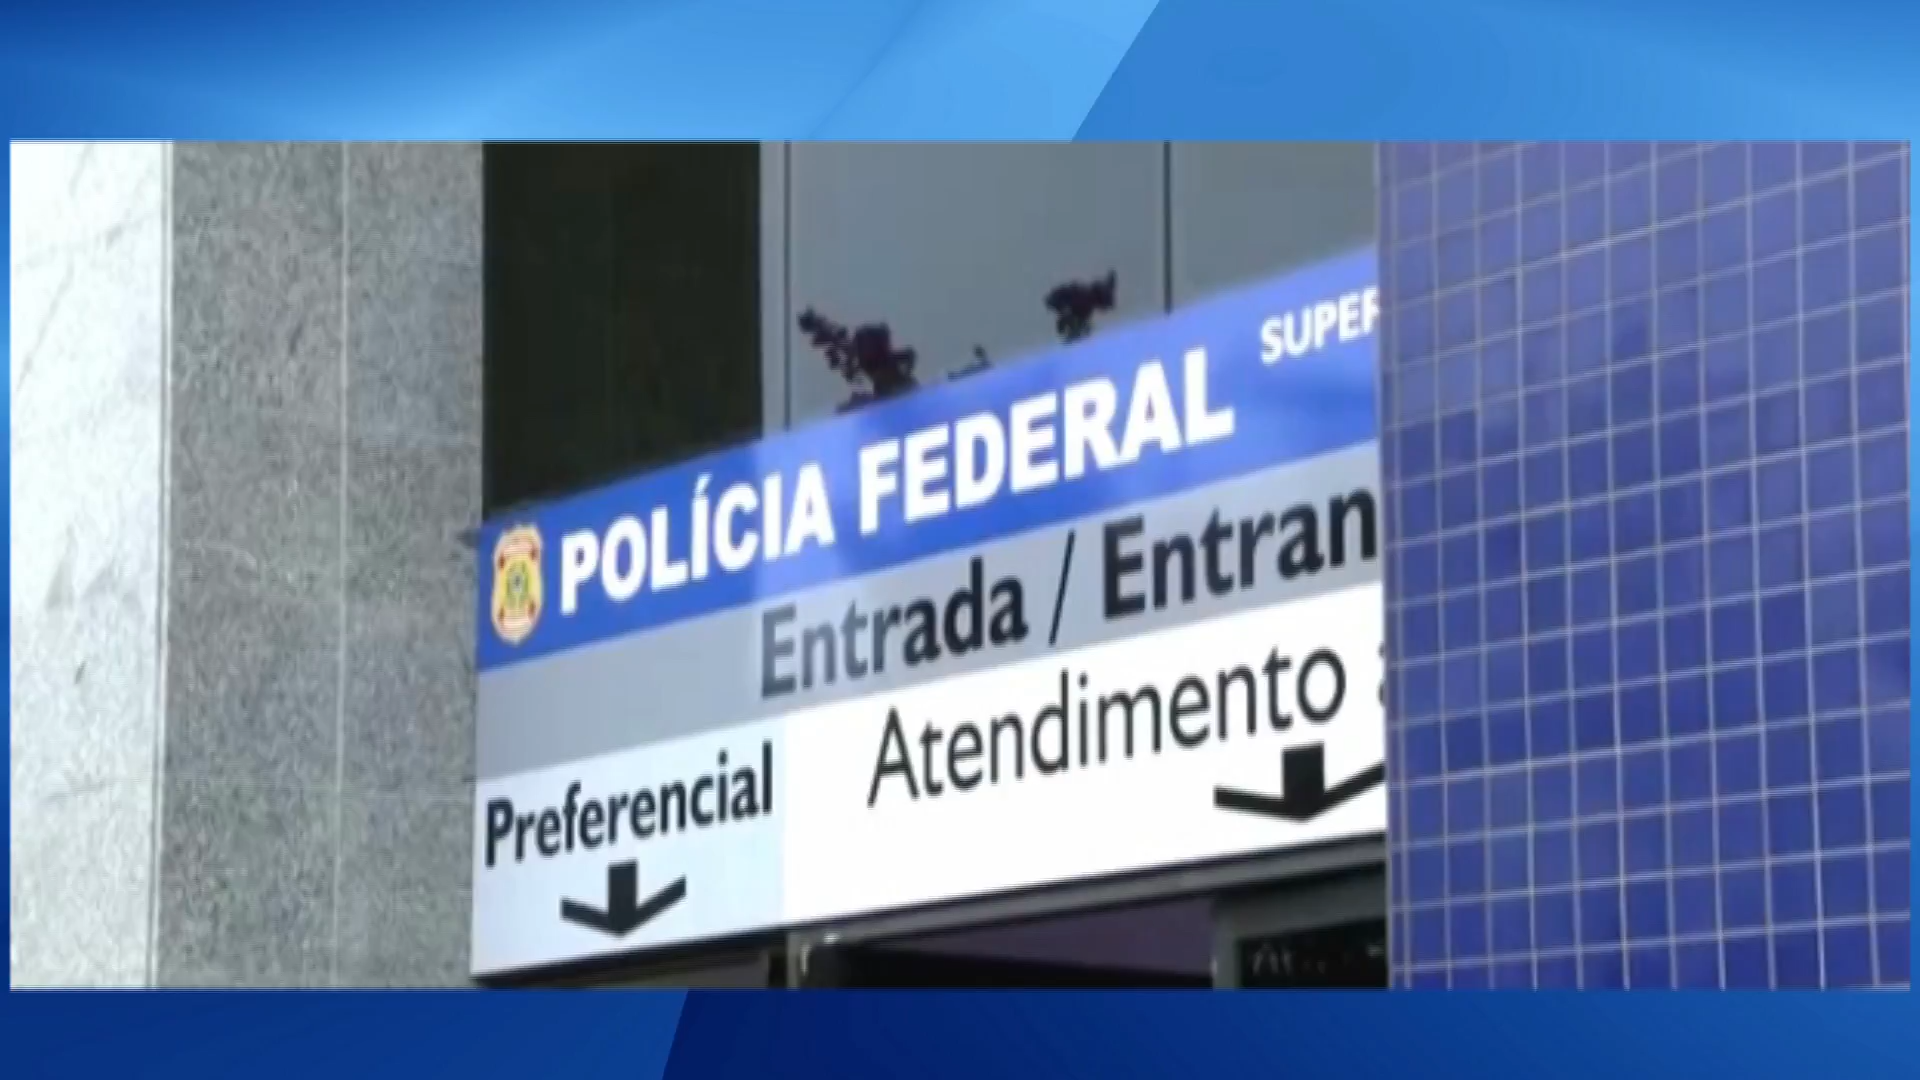 POLÍCIA FEDERAL SUPER
Entrada / Entran
Preferencial
Atendimento